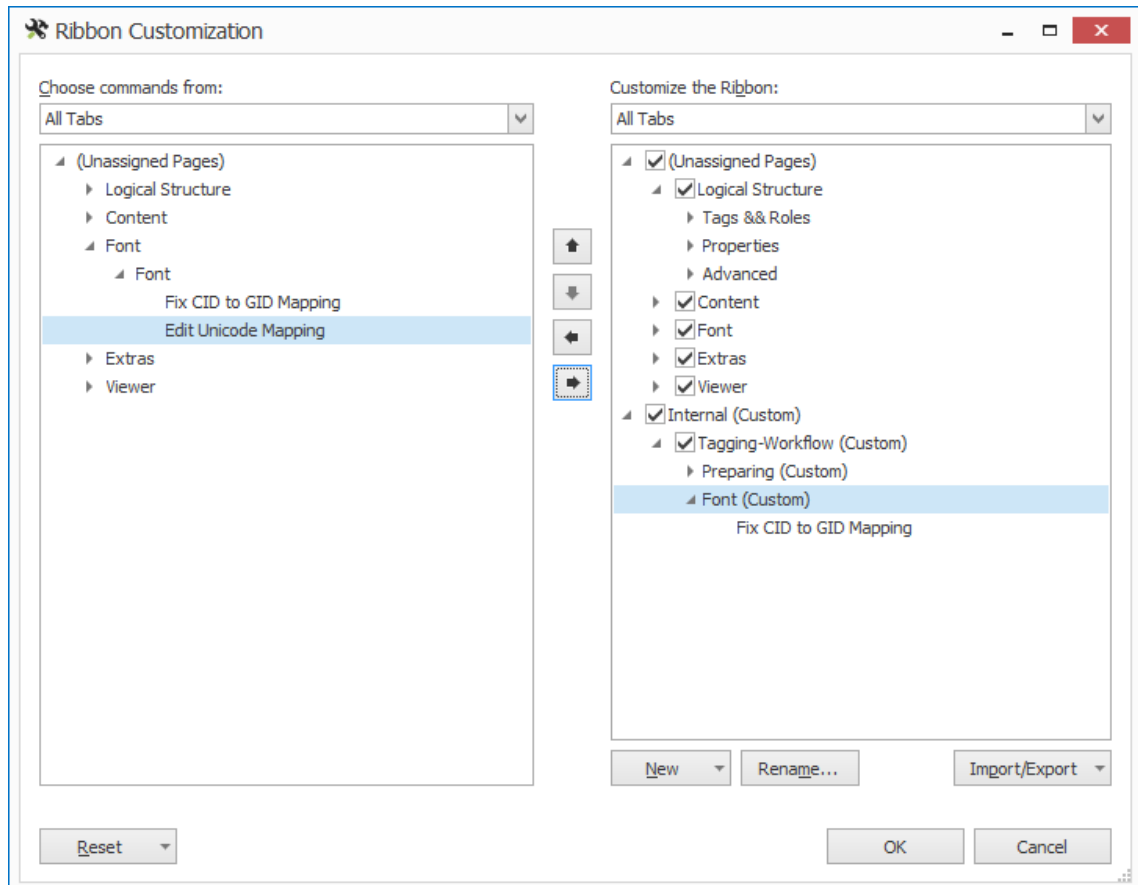 Ribbon Customization
Choose commands from:
All Tabs
(Unassigned Pages)
Logical Structure
Content
Font
Font
Fix CID to GID Mapping
Edit Unicode Mapping
Extras
Viewer
Customize the Ribbon:
All Tabs
(Unassigned Pages)
Logical Structure
Tags && Roles
Properties
Advanced
Content
Font
Extras
Viewer
Internal (Custom)
Tagging-Workflow (Custom)
Preparing (Custom)
Font (Custom)
Fix CID to GID Mapping
New
Rename...
Import/Export
Reset
OK
Cancel